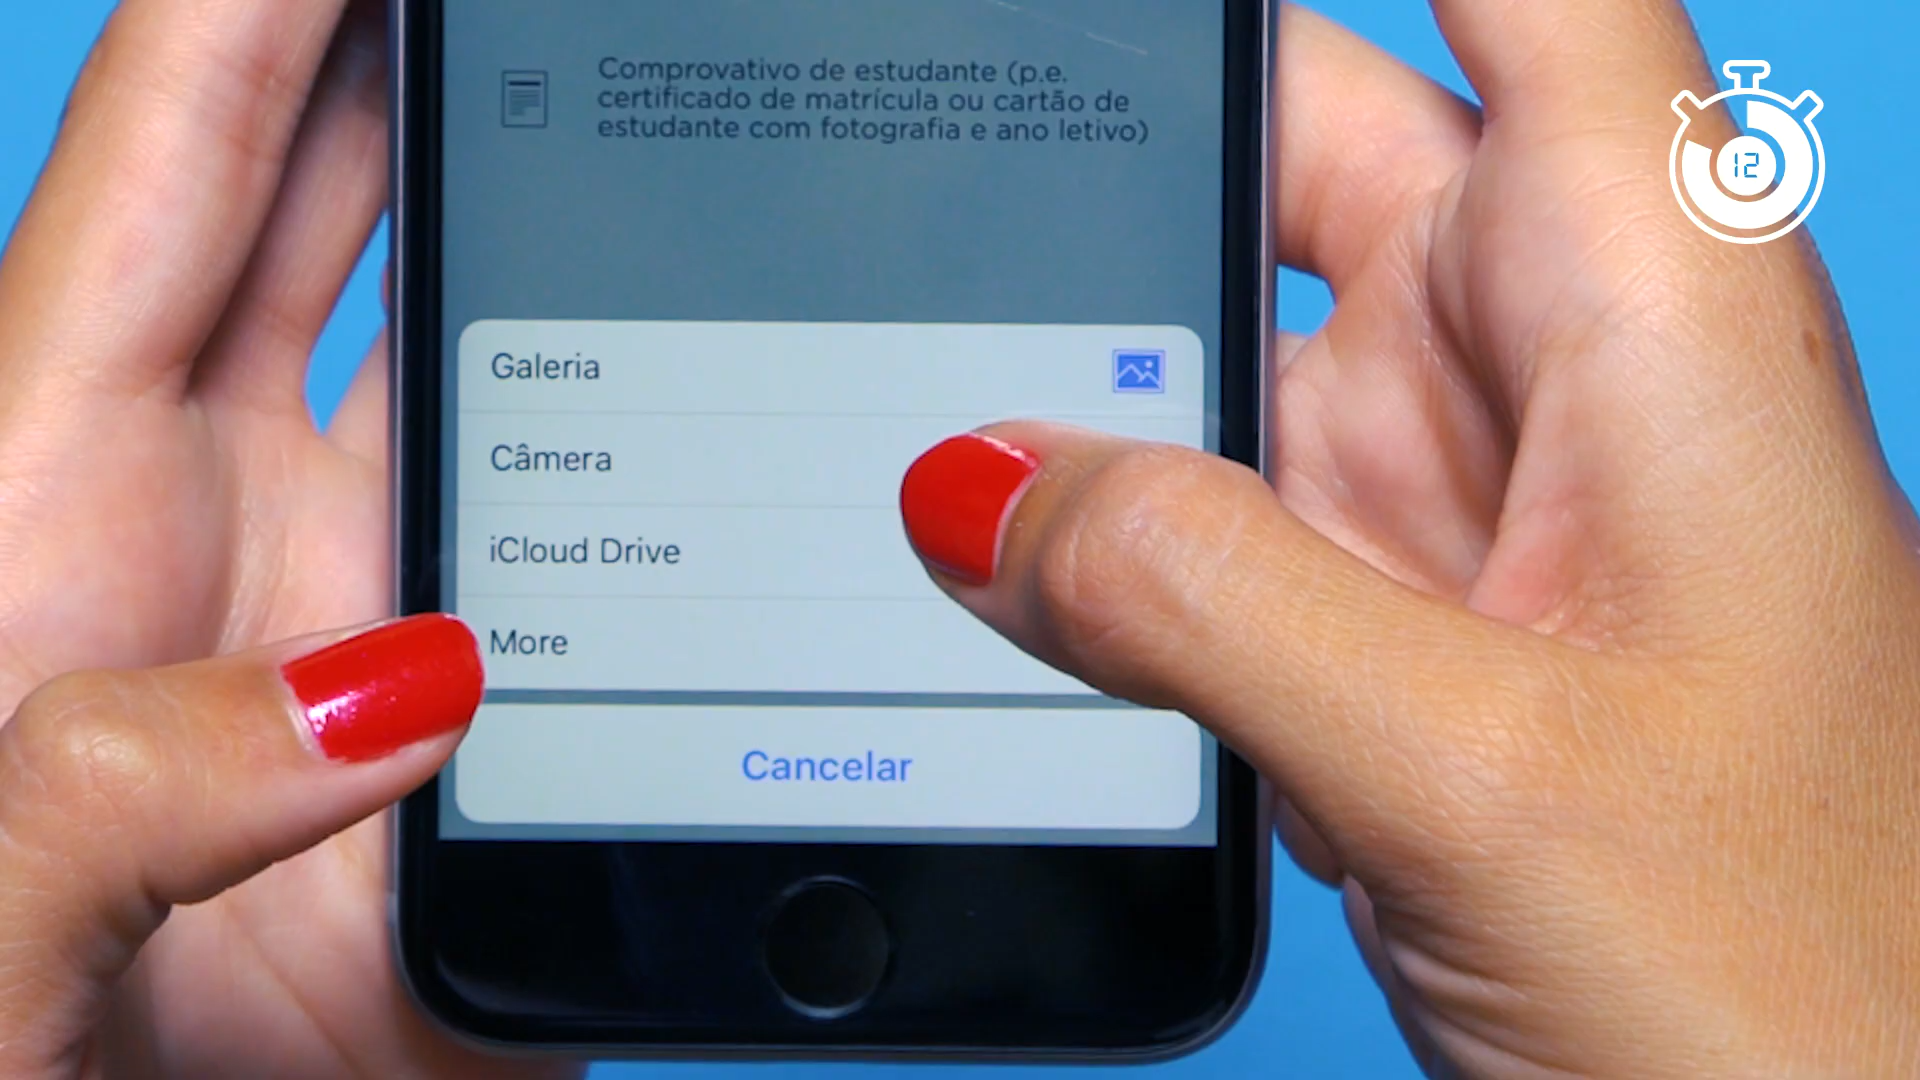 Comprovativo de estudante (p.e.
certificado de matrícula ou cartão de
estudante com fotografia e ano letivo)
12
Galeria
Câmera
iCloud Drive
More
Cancelar